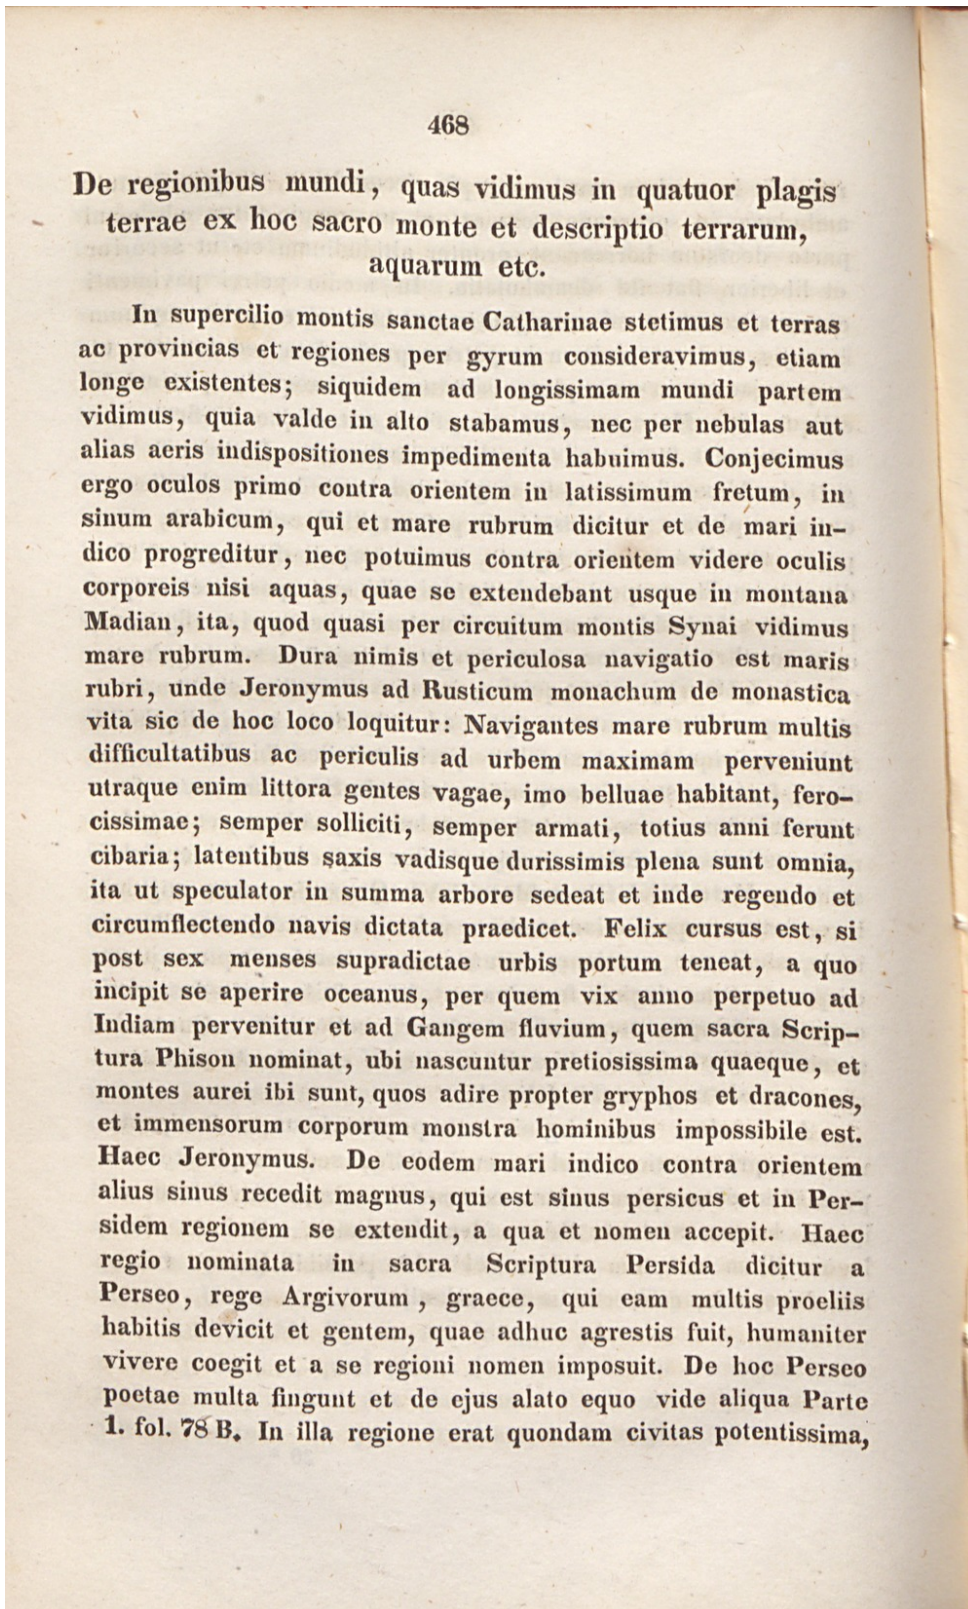 468
De regionibus mundi, quas vidimus in quatuor plagis
terrae ex hoc sacro monte et descriptio terrarum,
aquarum etc.
In supercilio montis sanctae Catharinae stetimus et terras
ac provincias et regiones per gyrum consideravimus, etiam
longe existentes; siquidem ad longissimam mundi partem
vidimus, quia valde in alto stabamus, nec per nebulas aut
alias aeris indispositiones impedimenta habuimus. Conjecimus
ergo oculos primo contra orientem in latissimum fretum, in
sinum arabicum, qui et mare rubrum dicitur et de mari in-
dico progreditur, nec potuimus contra orientem videre oculis
corporeis nisi aquas, quae se extendebant usque in montana
Madian, ita, quod quasi per circuitum montis Synai vidimus
mare rubrum. Dura nimis et periculosa navigatio est maris
rubri, unde Jeronymus ad Rusticum monachum de monastica
vita sic de hoc loco loquitur: Navigantes mare rubrum multis
difficultatibus ac periculis ad urbem maximam perveniunt
utraque enim littora gentes vagae, imo belluae habitant, fero-
cissimae; semper solliciti, semper armati, totius anni ferunt
cibaria; latentibus saxis vadisque durissimis plena sunt omnia,
ita ut speculator in summa arbore sedeat et inde regendo et
circumflectendo navis dictata praedicet. Felix cursus est, si
post sex menses supradictae urbis portum teneat, a quo
incipit se aperire oceanus, per quem vix anno perpetuo ad
Indiam pervenitur et ad Gangem fluvium, quem sacra Scrip-
tura Phison nominat, ubi nascuntur pretiosissima quaeque, et
montes aurei ibi sunt, quos adire propter gryphos et dracones,
et immensorum corporum monstra hominibus impossibile est.
Haec Jeronymus. De eodem mari indico contra orientem
alius sinus recedit magnus, qui est sinus persicus et in Per-
sidem regionem se extendit, a qua et nomen accepit. Haec
regio nominata in sacra Scriptura Persida dicitur a
Perseo, rege Argivorum, graece, qui eam multis proeliis
habitis devicit et gentem, quae adhuc agrestis fuit, humaniter
vivere coegit et a se regioni nomen imposuit. De hoc Perseo
poetae multa fingunt et de ejus alato equo vide aliqua Parte
1. fol. 78 B. In illa regione erat quondam civitas potentissima,